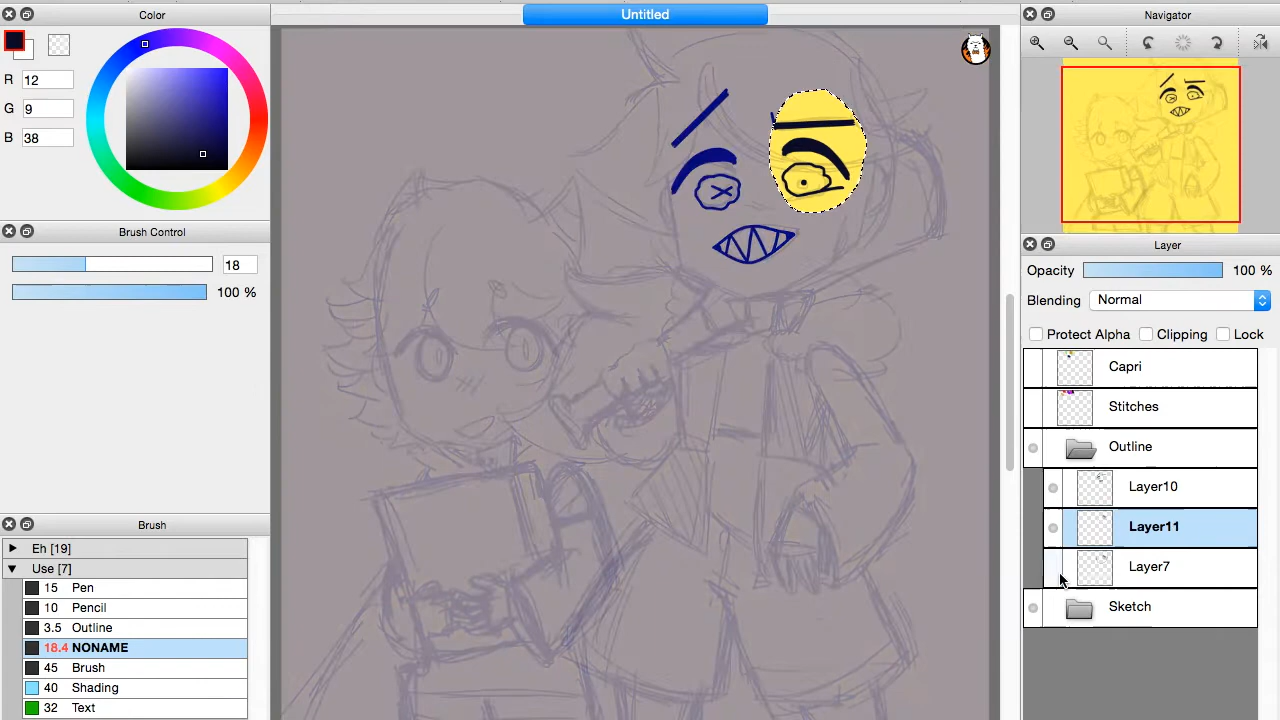 Color
Untitled
Navigator
R 12
G 9
B 38
Brush Control
18
100 %
Layer
Opacity 100 %
Blending Normal
Protect Alpha Clipping Lock
Capri
Stitches
Outline
Layer10
Layer11
Layer7
Sketch
Brush
Eh [19]
Use [7]
15 Pen
10 Pencil
3.5 Outline
18.4 NONAME
45 Brush
40 Shading
32 Text